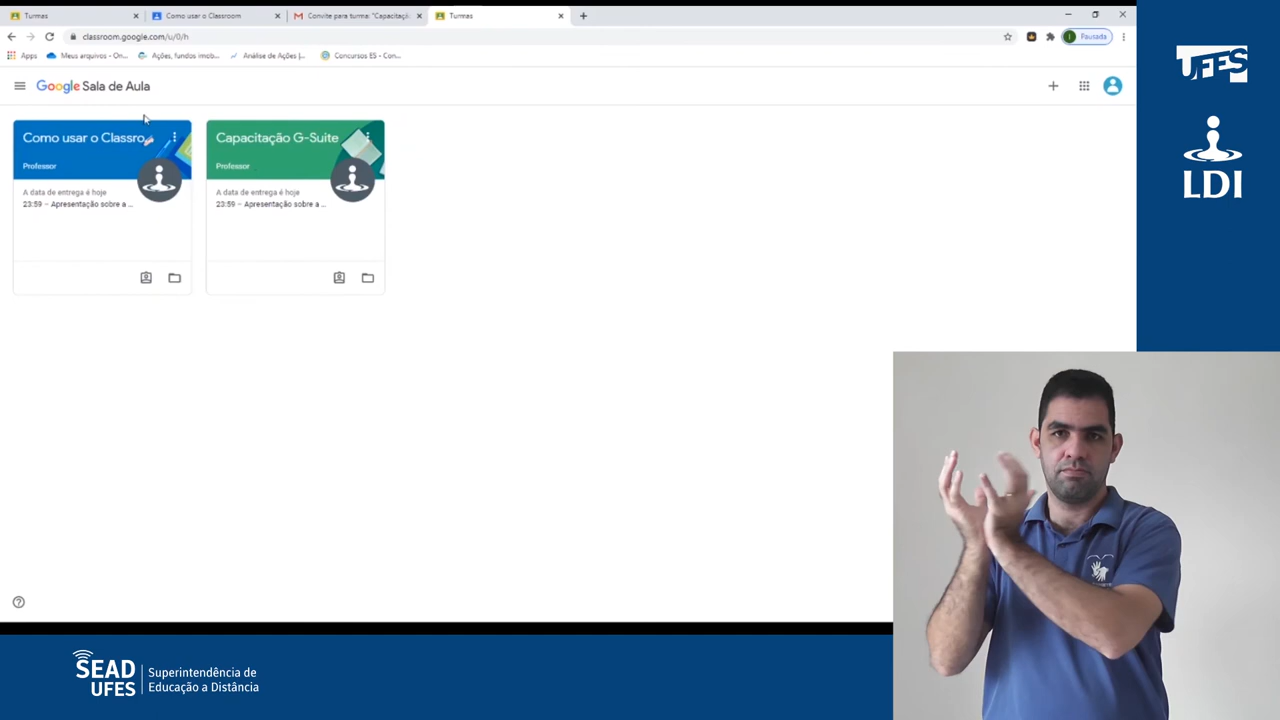 Turmas
Como usar o Classroom
Convite para turma: "Capacitaçã
Turmas
classroom.google.com/u/0/h
Pausada
Apps
Meus arquivos - On...
Ações, fundos imob...
Análise de Ações |...
Concursos ES - Con...
Google Sala de Aula
Como usar o Classro
Professor
A data de entrega é hoje
23:59 – Apresentação sobre a ...
Capacitação G-Suite
Professor
A data de entrega é hoje
23:59 – Apresentação sobre a ...
UFES
LDI
SEAD
UFES
Superintendência de
Educação a Distância